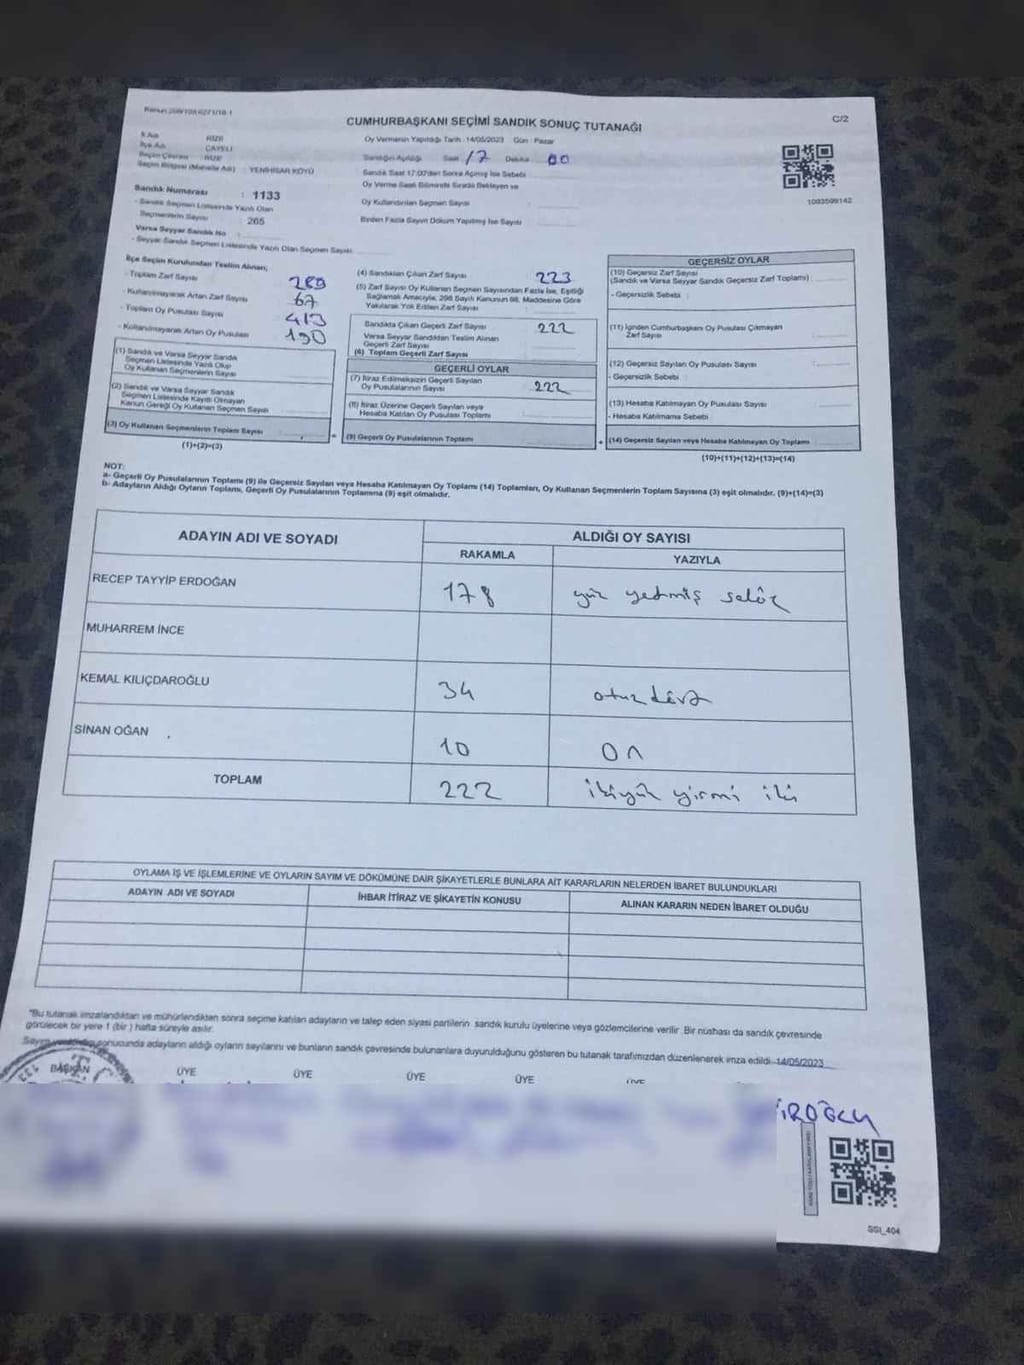 C/2
CUMHURBAŞKANI SEÇİMİ SANDIK SONUÇ TUTANAĞI
Oy Vermenin Yapıldığı Tarih : 14/05/2023 Gün : Pazar
İl Adı RİZE
İlçe Adı ÇAYELİ
Seçim Çevresi : RİZE
Seçim Bölgesi (Mahalle Adı) : YENİHİSAR KÖYÜ
Sandığın Açıldığı Saat 17 Dakika 00
Sandık Saat 17:00'den Sonra Açılmış İse Sebebi
Oy Verme Saati Bitiminde Sırada Bekleyen ve
Oy Kullandırılan Seçmen Sayısı
Birden Fazla Sayım Döküm Yapılmış İse Sayısı
1003599142
Sandık Numarası : 1133
- Sandık Seçmen Listesinde Yazılı Olan
Seçmenlerin Sayısı : 265
Varsa Seyyar Sandık No
- Seyyar Sandık Seçmen Listesinde Yazılı Olan Seçmen Sayısı
İlçe Seçim Kurulundan Teslim Alınan;
- Toplam Zarf Sayısı 289
- Kullanılmayarak Artan Zarf Sayısı 67
- Toplam Oy Pusulası Sayısı 413
- Kullanılmayarak Artan Oy Pusulası 190
(1) Sandık ve Varsa Seyyar Sandık
Seçmen Listesinde Yazılı Olup
Oy Kullanan Seçmenlerin Sayısı
(2) Sandık ve Varsa Seyyar Sandık
Seçmen Listesinde Kayıtlı Olmayan
Kanun Gereği Oy Kullanan Seçmen Sayısı
(3) Oy Kullanan Seçmenlerin Toplam Sayısı
(1)+(2)=(3)
(4) Sandıktan Çıkan Zarf Sayısı 223
(5) Zarf Sayısı Oy Kullanan Seçmen Sayısından Fazla İse, Eşitliği
Sağlamak Amacıyla, 298 Sayılı Kanunun 98. Maddesine Göre
Yakılarak Yok Edilen Zarf Sayısı
Sandıkta Çıkan Geçerli Zarf Sayısı 222
Varsa Seyyar Sandıktan Teslim Alınan
Geçerli Zarf Sayısı
(6) Toplam Geçerli Zarf Sayısı
GEÇERLİ OYLAR
(7) İtiraz Edilmeksizin Geçerli Sayılan
Oy Pusulalarının Sayısı 222
(8) İtiraz Üzerine Geçerli Sayılan veya
Hesaba Katılan Oy Pusulası Toplamı
(9) Geçerli Oy Pusulalarının Toplamı
GEÇERSİZ OYLAR
(10) Geçersiz Zarf Sayısı
(Sandık ve Varsa Seyyar Sandık Geçersiz Zarf Toplamı)
- Geçersizlik Sebebi :
(11) İçinden Cumhurbaşkanı Oy Pusulası Çıkmayan
Zarf Sayısı
(12) Geçersiz Sayılan Oy Pusulası Sayısı
- Geçersizlik Sebebi :
(13) Hesaba Katılmayan Oy Pusulası Sayısı
- Hesaba Katılmama Sebebi
(14) Geçersiz Sayılan veya Hesaba Katılmayan Oy Toplamı
(10)+(11)+(12)+(13)=(14)
NOT:
a- Geçerli Oy Pusulalarının Toplamı (9) ile Geçersiz Sayılan veya Hesaba Katılmayan Oy Toplamı (14) Toplamları, Oy Kullanan Seçmenlerin Toplam Sayısına (3) eşit olmalıdır. (9)+(14)=(3)
b- Adayların Aldığı Oyların Toplamı, Geçerli Oy Pusulalarının Toplamına (9) eşit olmalıdır.
ADAYIN ADI VE SOYADI ALDIĞI OY SAYISI
RAKAMLA YAZIYLA
RECEP TAYYİP ERDOĞAN 178 yüz yetmiş sekiz
MUHARREM İNCE
KEMAL KILIÇDAROĞLU 34 otuz dört
SİNAN OĞAN 10 on
TOPLAM 222 ikiyüz yirmi iki
OYLAMA İŞ VE İŞLEMLERİNE VE OYLARIN SAYIM VE DÖKÜMÜNE DAİR ŞİKAYETLERLE BUNLARA AİT KARARLARIN NELERDEN İBARET BULUNDUKLARI
ADAYIN ADI VE SOYADI İHBAR İTİRAZ VE ŞİKAYETİN KONUSU ALINAN KARARIN NEDEN İBARET OLDUĞU
"Bu tutanak imzalandıktan ve mühürlendikten sonra seçime katılan adayların ve talep eden siyasi partilerin sandık kurulu üyelerine veya gözlemcilerine verilir. Bir nüshası da sandık çevresinde
görülecek bir yere 1 (bir) hafta süreyle asılır.
sonucunda adayların aldığı oyların sayılarını ve bunların sandık çevresinde bulunanlara duyurulduğunu gösteren bu tutanak tarafımızdan düzenlenerek imza edildi. 14/05/2023
BAŞKAN ÜYE ÜYE ÜYE ÜYE ÜYE
SSI_404